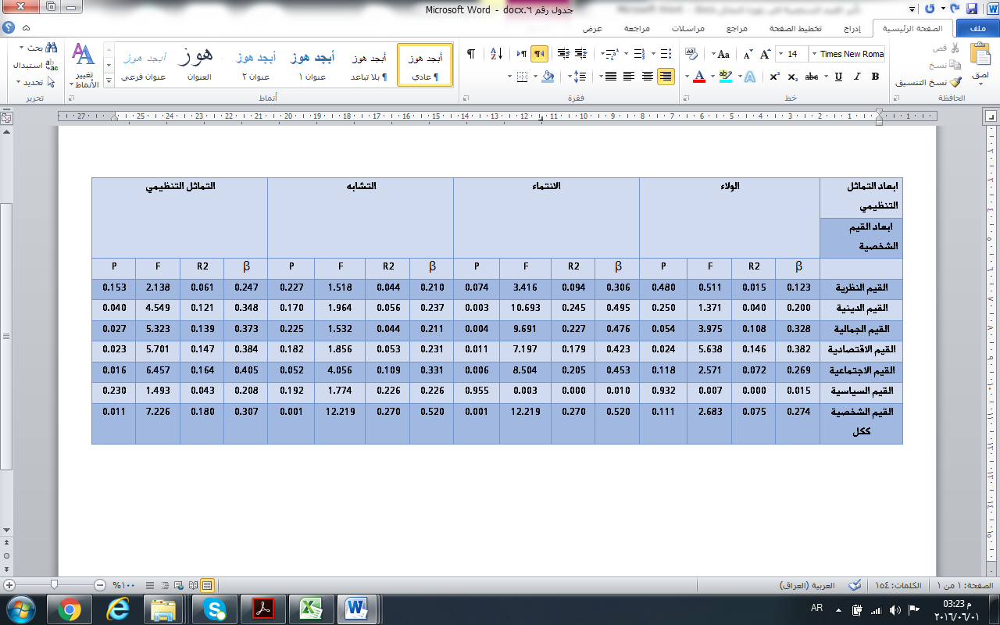 جدول رقم ٦.docx - Microsoft Word
ملف الصفحة الرئيسية إدراج تخطيط الصفحة مراجع مراسلات مراجعة عرض
لصق
قص
نسخ
نسخ التنسيق
الحافظة
Times New Roma 14
خط
فقرة
أبجد هوز أبجد هوز أبجد هوز أبجد هوز هوز أبجد هوز
¶ عادي ¶ بلا تباعد عنوان ١ عنوان ٢ العنوان عنوان فرعي
تغيير الأنماط
أنماط
بحث
استبدال
تحديد
تحرير
1 1 2 3 4 5 6 7 8 9 10 11 12 13 14 15 16 17 18 19 20 21 22 23 24 25 27
ابعاد التماثل التنظيمي الولاء الانتماء التشابه التماثل التنظيمي
ابعاد القيم الشخصية
β R2 F P β R2 F P β R2 F P β R2 F P
القيم النظرية 0.123 0.015 0.511 0.480 0.306 0.094 3.416 0.074 0.210 0.044 1.518 0.227 0.247 0.061 2.138 0.153
القيم الدينية 0.200 0.040 1.371 0.250 0.495 0.245 10.693 0.003 0.237 0.056 1.964 0.170 0.348 0.121 4.549 0.040
القيم الجمالية 0.328 0.108 3.975 0.054 0.476 0.227 9.691 0.004 0.211 0.044 1.532 0.225 0.373 0.139 5.323 0.027
القيم الاقتصادية 0.382 0.146 5.638 0.024 0.423 0.179 7.197 0.011 0.231 0.053 1.856 0.182 0.384 0.147 5.701 0.023
القيم الاجتماعية 0.269 0.072 2.571 0.118 0.453 0.205 8.504 0.006 0.331 0.109 4.056 0.052 0.405 0.164 6.457 0.016
القيم السياسية 0.015 0.000 0.007 0.932 0.010 0.000 0.003 0.955 0.226 0.226 1.774 0.192 0.208 0.043 1.493 0.230
القيم الشخصية ككل 0.274 0.075 2.683 0.111 0.520 0.270 12.219 0.001 0.520 0.270 12.219 0.001 0.307 0.180 7.226 0.011
الصفحة: ١ من ١ الكلمات: ١٥٤ العربية (العراق) ١٠٠%
AR
03:23 م
٢٠١٦/٠٦/٠١